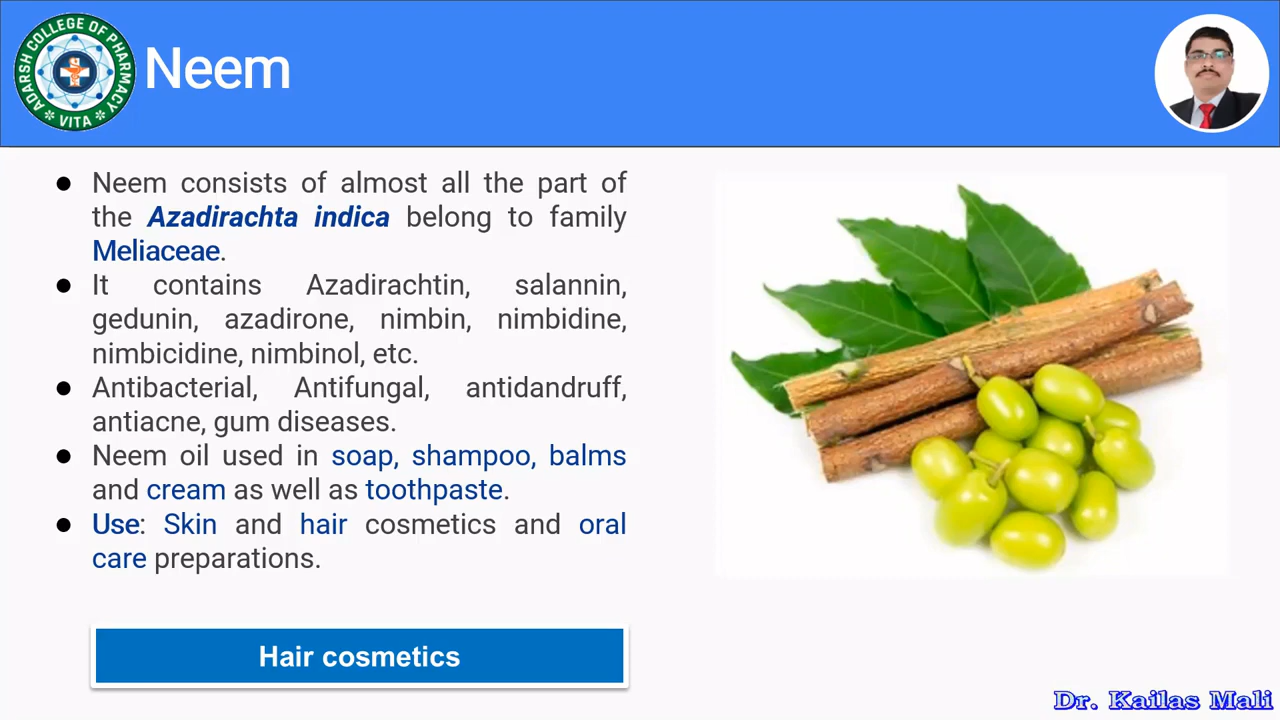 ADARSH COLLEGE OF PHARMACY
VITA
Neem
● Neem consists of almost all the part of
the Azadirachta indica belong to family
Meliaceae.
● It contains Azadirachtin, salannin,
gedunin, azadirone, nimbin, nimbidine,
nimbicidine, nimbinol, etc.
● Antibacterial, Antifungal, antidandruff,
antiacne, gum diseases.
● Neem oil used in soap, shampoo, balms
and cream as well as toothpaste.
● Use: Skin and hair cosmetics and oral
care preparations.
Hair cosmetics
Dr. Kailas Mali